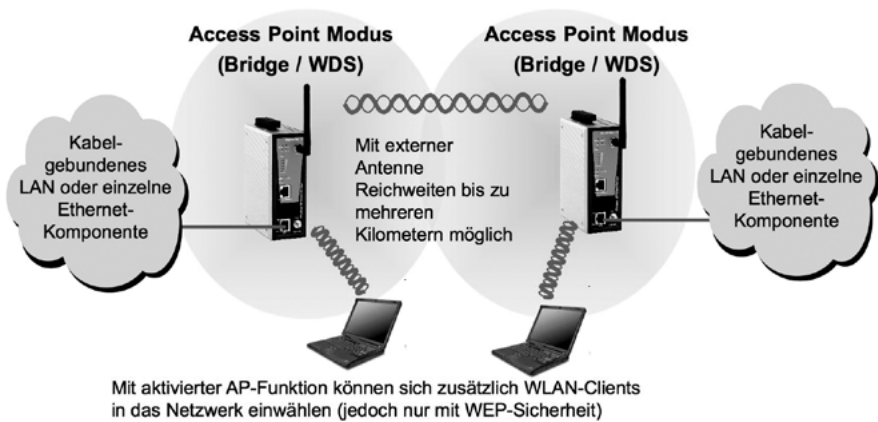 Access Point Modus
(Bridge / WDS)
Access Point Modus
(Bridge / WDS)
Kabel-
gebundenes
LAN oder einzelne
Ethernet-
Komponente
Mit externer
Antenne
Reichweiten bis zu
mehreren
Kilometern möglich
Kabel-
gebundenes
LAN oder einzelne
Ethernet-
Komponente
Mit aktivierter AP-Funktion können sich zusätzlich WLAN-Clients
in das Netzwerk einwählen (jedoch nur mit WEP-Sicherheit)